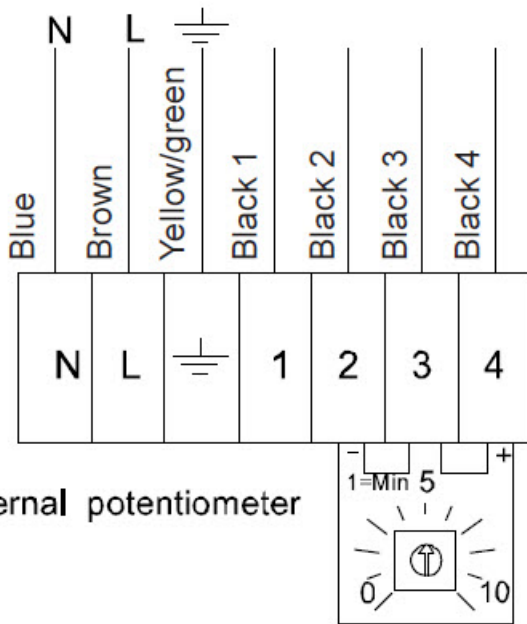 N L
Blue Brown Yellow/green Black 1 Black 2 Black 3 Black 4
N L 1 2 3 4
- +
1=Min 5
ernal potentiometer
0 10